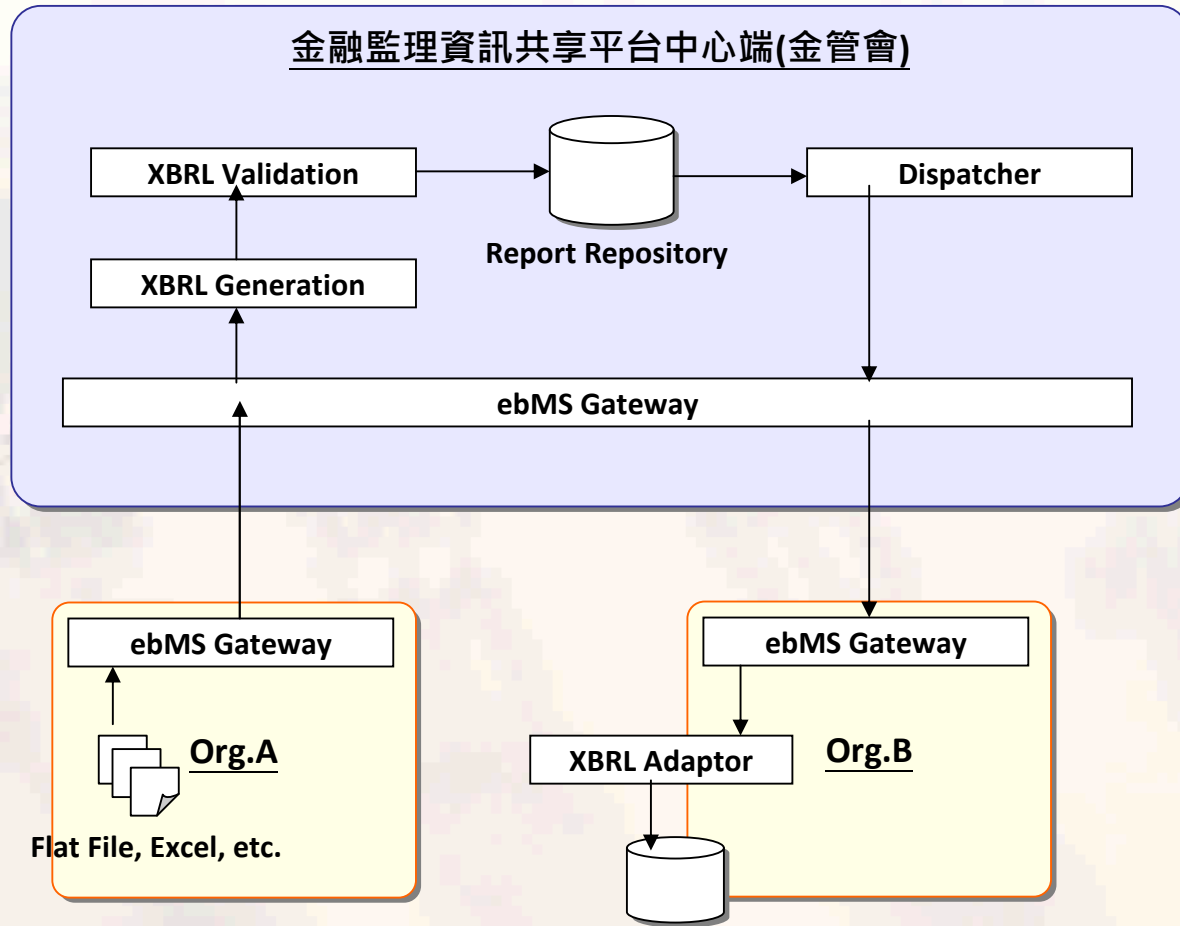 金融監理資訊共享平台中心端(金管會)
XBRL Validation
Dispatcher
Report Repository
XBRL Generation
ebMS Gateway
ebMS Gateway
Org.A
Flat File, Excel, etc.
ebMS Gateway
XBRL Adaptor
Org.B